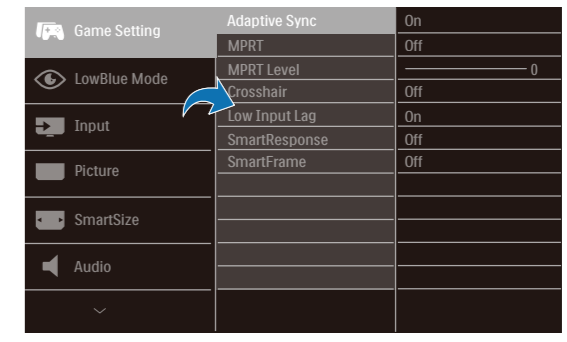 Game Setting
LowBlue Mode
Input
Picture
SmartSize
Audio
Adaptive Sync On
MPRT Off
MPRT Level 0
Crosshair Off
Low Input Lag On
SmartResponse Off
SmartFrame Off